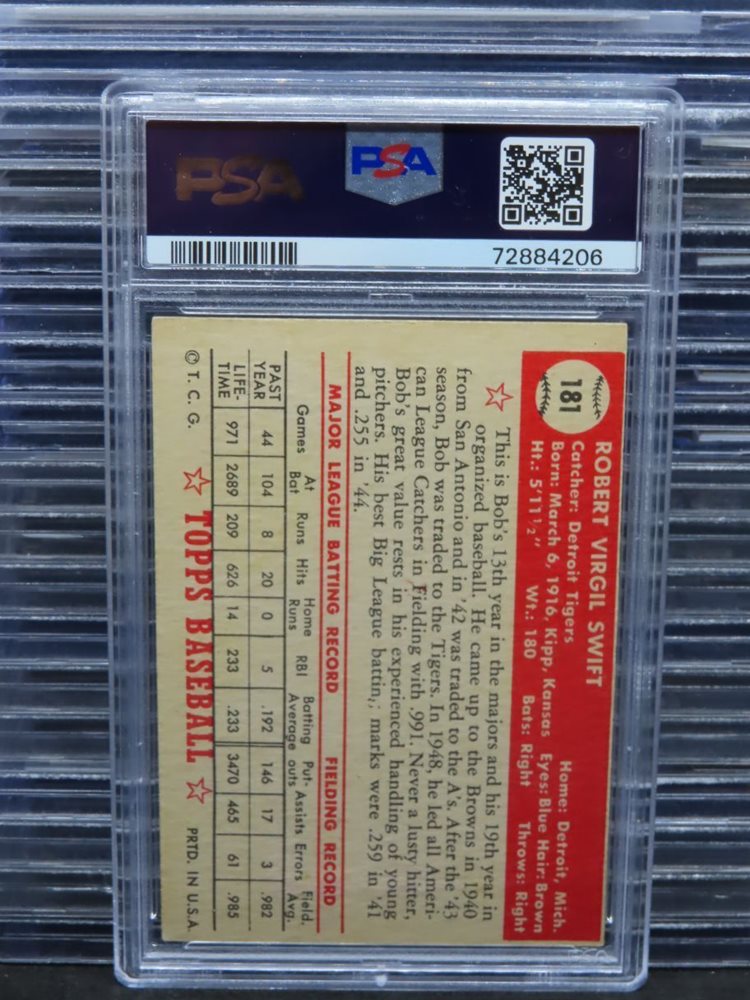 PSA
PSA
72884206
181
ROBERT VIRGIL SWIFT
Catcher: Detroit Tigers Home: Detroit, Mich.
Born: March 6, 1916, Kipp, Kansas Eyes: Blue Hair: Brown
Ht.: 5'11½" Wt.: 180 Bats: Right Throws: Right
This is Bob's 13th year in the majors and his 19th year in
organized baseball. He came up to the Browns in 1940
from San Antonio and in '42 was traded to the A's. After the '43
season, Bob was traded to the Tigers. In 1948, he led all Ameri-
can League Catchers in Fielding with .991. Never a lusty hitter,
Bob's great value rests in his experienced handling of young
pitchers. His best Big League battin,; marks were .259 in '41
and .255 in '44.
MAJOR LEAGUE BATTING RECORD FIELDING RECORD
Games At Bat Runs Hits Home Runs RBI Batting Average Put-outs Assists Errors Field. Avg.
PAST YEAR 44 104 8 20 0 5 .192 146 17 3 .982
LIFE-TIME 971 2689 209 626 14 233 .233 3470 465 61 .985
© T. C. G. TOPPS BASEBALL PRTD. IN U.S.A.